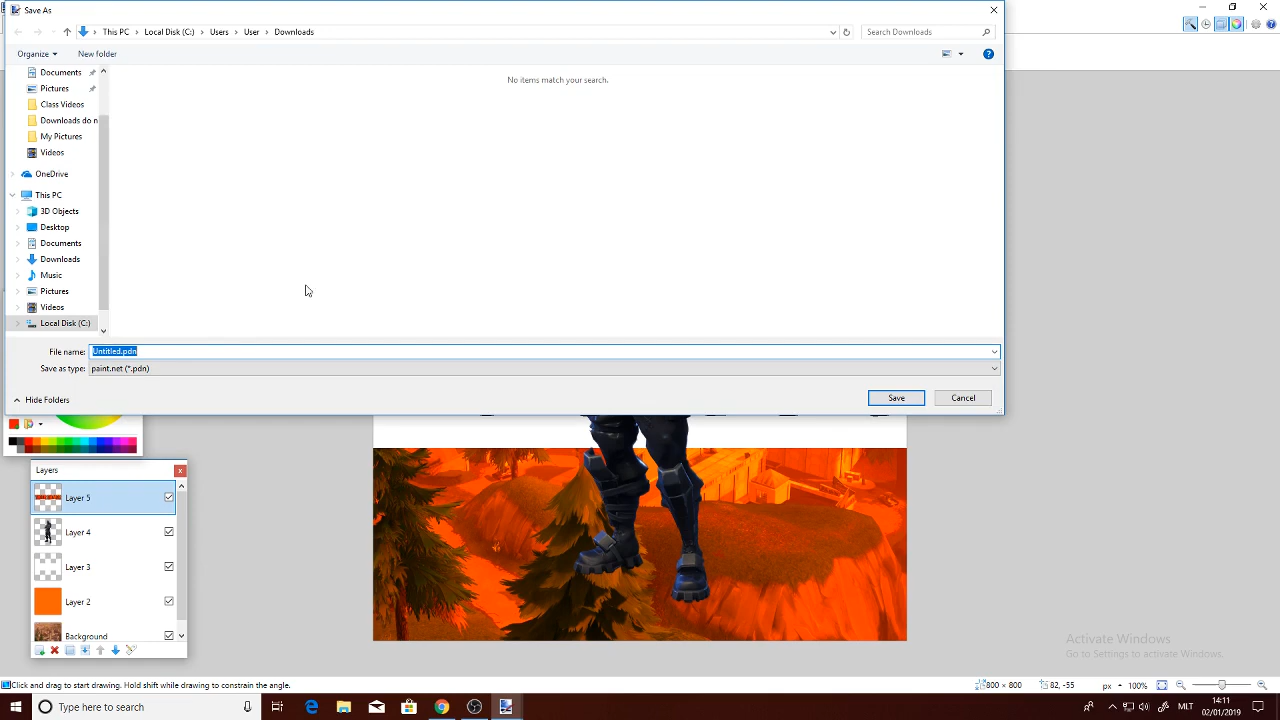 Save As
This PC > Local Disk (C:) > Users > User > Downloads
Search Downloads
Organize
New folder
Documents
Pictures
Class Videos
Downloads do n
My Pictures
Videos
OneDrive
This PC
3D Objects
Desktop
Documents
Downloads
Music
Pictures
Videos
Local Disk (C:)
No items match your search.
File name: Untitled.pdn
Save as type: paint.net (*.pdn)
Hide Folders
Save
Cancel
Layers
Layer 5
Layer 4
Layer 3
Layer 2
Background
Activate Windows
Go to Settings to activate Windows.
Click and drag to start drawing. Hold shift while drawing to constrain the angle.
800 × 800
82, -55
px
100%
Type here to search
MLT
14:11
02/01/2019